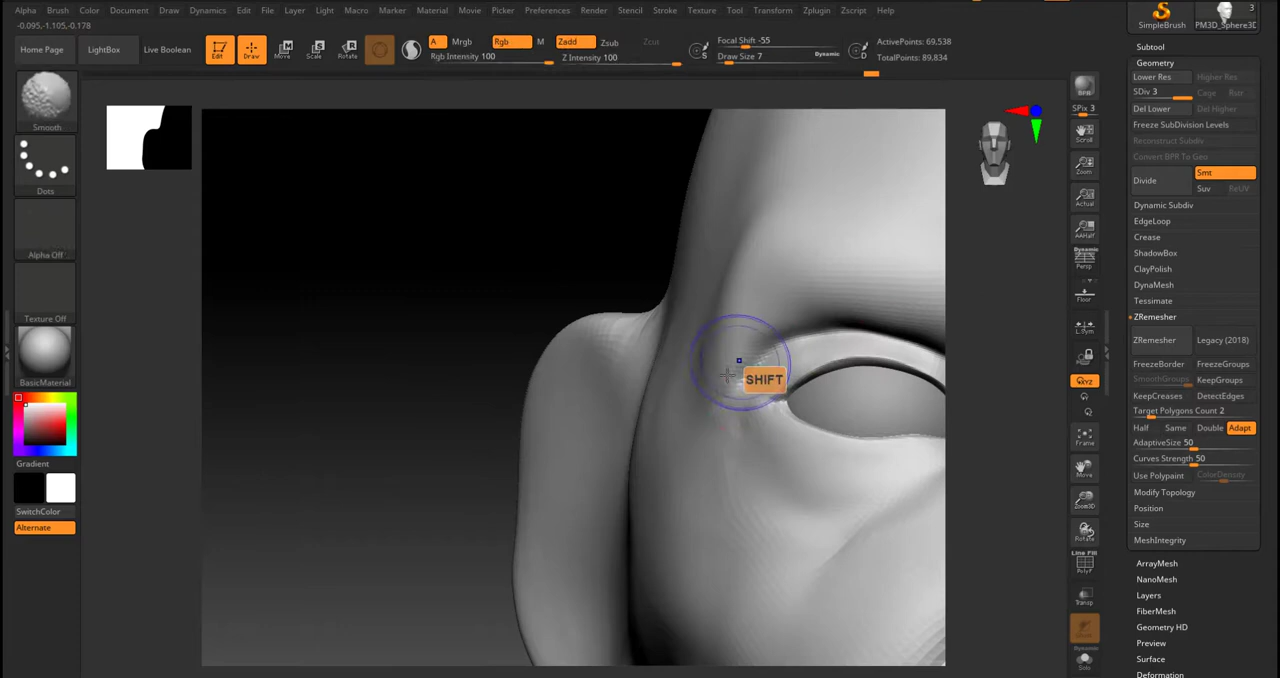 Alpha Brush Color Document Draw Dynamics Edit File Layer Light Macro Marker Material Movie Picker Preferences Render Stencil Stroke Texture Tool Transform Zplugin Zscript Help
-0.095,-1.105,-0.178
Home Page LightBox Live Boolean
Edit Draw Move Scale Rotate
A Mrgb
Rgb M
Rgb Intensity 100
Zadd Zsub Zcut
Z Intensity 100
S
Focal Shift -55
Draw Size 7 Dynamic
D
ActivePoints: 69,538
TotalPoints: 89,834
Smooth
Dots
Alpha Off
Texture Off
BasicMaterial
Gradient
SwitchColor
Alternate
SHIFT
BPR
SPix 3
Scroll
Zoom
Actual
AAHalf
Dynamic
Persp
Floor
L.Sym
XYZ
Frame
Move
Zoom3D
Rotate
Line Fill
PolyF
Transp
Dynamic
Solo
3
SimpleBrush PM3D_Sphere3D
Subtool
Geometry
Lower Res Higher Res
SDiv 3 Cage Rstr
Del Lower Del Higher
Freeze SubDivision Levels
Reconstruct Subdiv
Convert BPR To Geo
Divide Smt
Suv ReUV
Dynamic Subdiv
EdgeLoop
Crease
ShadowBox
ClayPolish
DynaMesh
Tessimate
ZRemesher
ZRemesher Legacy (2018)
FreezeBorder FreezeGroups
SmoothGroups KeepGroups
KeepCreases DetectEdges
Target Polygons Count 2
Half Same Double Adapt
AdaptiveSize 50
Curves Strength 50
Use Polypaint ColorDensity
Modify Topology
Position
Size
MeshIntegrity
ArrayMesh
NanoMesh
Layers
FiberMesh
Geometry HD
Preview
Surface
Deformation